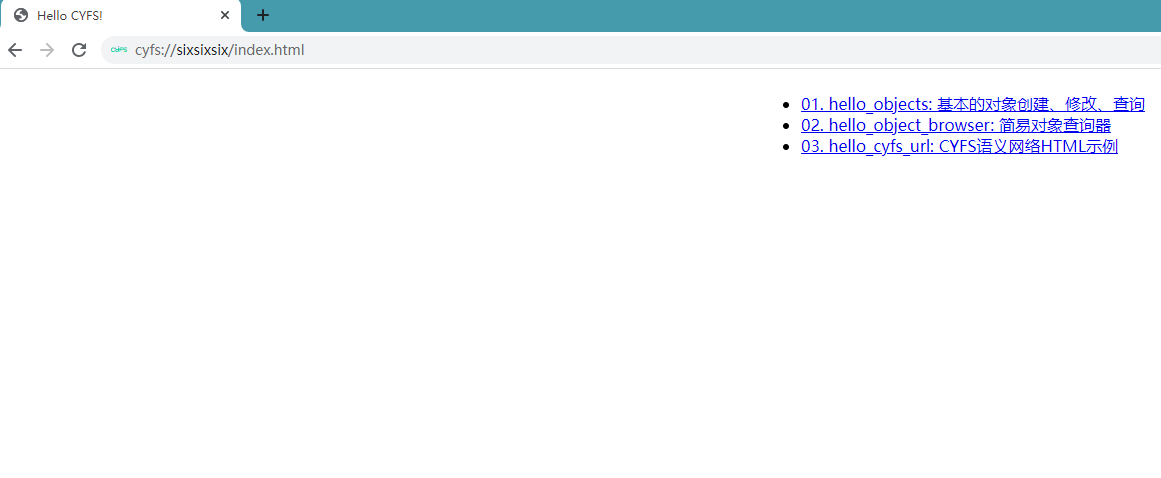 Hello CYFS!
CYFS cyfs://sixsixsix/index.html
01. hello_objects: 基本的对象创建、修改、查询
02. hello_object_browser: 简易对象查询器
03. hello_cyfs_url: CYFS语义网络HTML示例